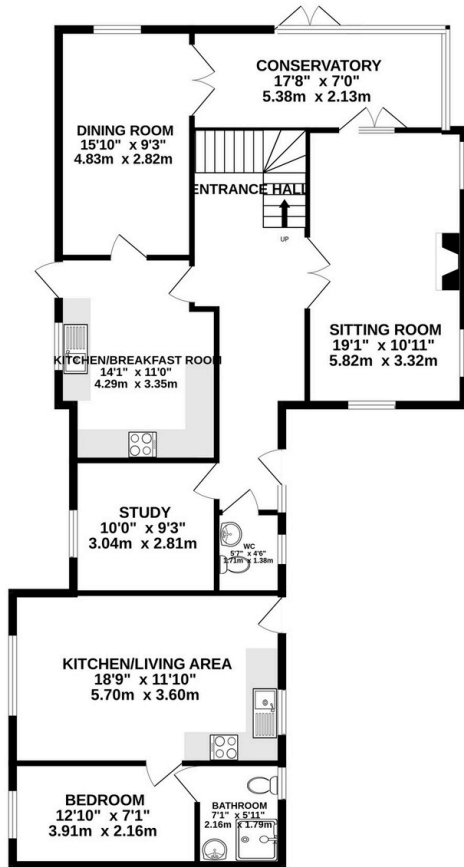 CONSERVATORY
17'8" x 7'0"
5.38m x 2.13m
DINING ROOM
15'10" x 9'3"
4.83m x 2.82m
ENTRANCE HALL
UP
SITTING ROOM
19'1" x 10'11"
5.82m x 3.32m
KITCHEN/BREAKFAST ROOM
14'1" x 11'0"
4.29m x 3.35m
STUDY
10'0" x 9'3"
3.04m x 2.81m
WC
5'7" x 4'6"
1.71m x 1.38m
KITCHEN/LIVING AREA
18'9" x 11'10"
5.70m x 3.60m
BEDROOM
12'10" x 7'1"
3.91m x 2.16m
BATHROOM
7'1" x 5'11"
2.16m x 1.79m